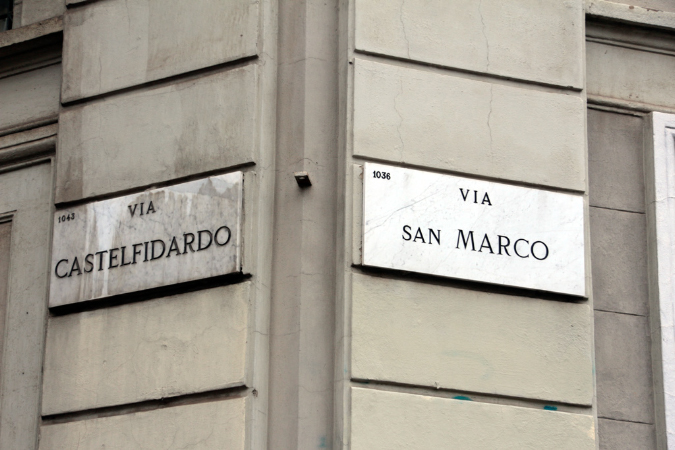 1043
VIA
CASTELFIDARDO
1036
VIA
SAN MARCO